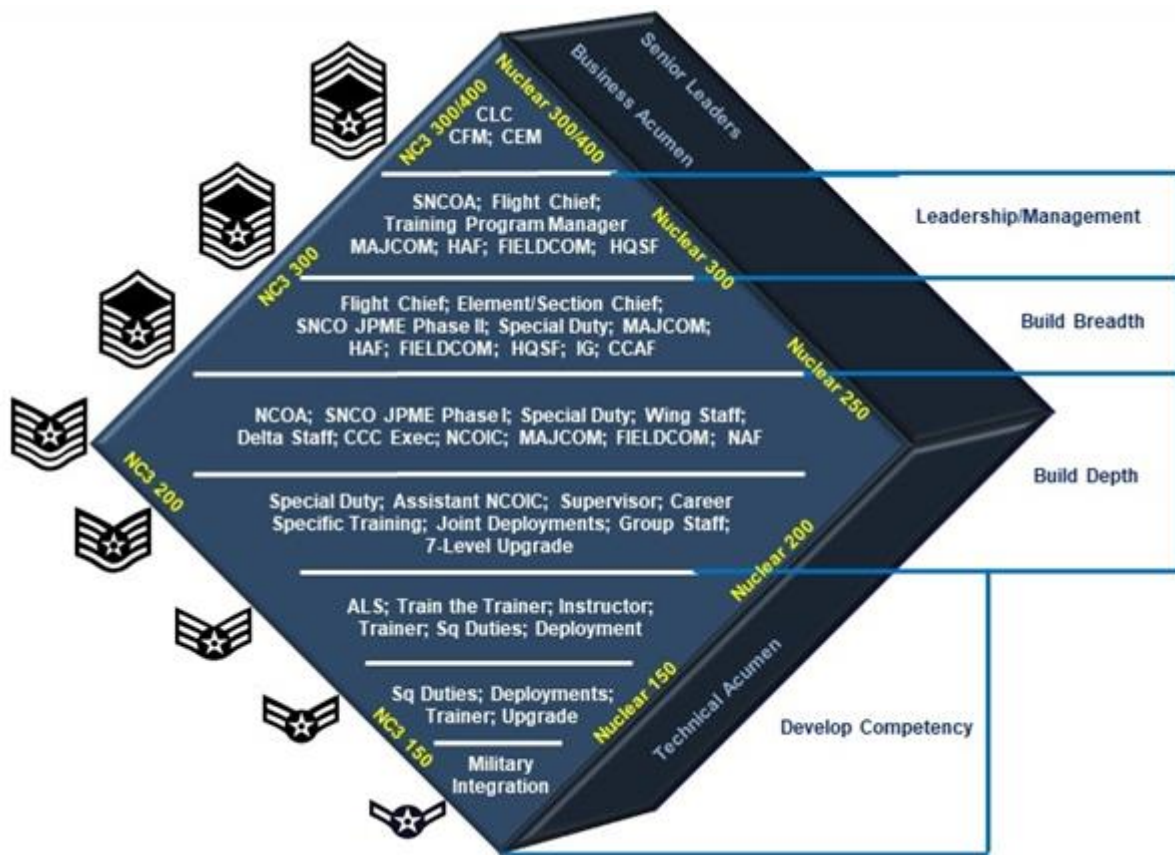 Senior Leaders
Business Acumen
NC3 300/400
Nuclear 300/400
CLC
CFM; CEM
SNCOA; Flight Chief;
Training Program Manager
MAJCOM; HAF; FIELDCOM; HQSF
Leadership/Management
NC3 300
Nuclear 300
Flight Chief; Element/Section Chief;
SNCO JPME Phase II; Special Duty; MAJCOM;
HAF; FIELDCOM; HQSF; IG; CCAF
Build Breadth
Nuclear 250
NCOA; SNCO JPME Phase I; Special Duty; Wing Staff;
Delta Staff; CCC Exec; NCOIC; MAJCOM; FIELDCOM; NAF
Build Depth
NC3 200
Special Duty; Assistant NCOIC; Supervisor; Career
Specific Training; Joint Deployments; Group Staff;
7-Level Upgrade
Nuclear 200
ALS; Train the Trainer; Instructor;
Trainer; Sq Duties; Deployment
Sq Duties; Deployments;
Trainer; Upgrade
Nuclear 150
NC3 150
Technical Acumen
Develop Competency
Military
Integration